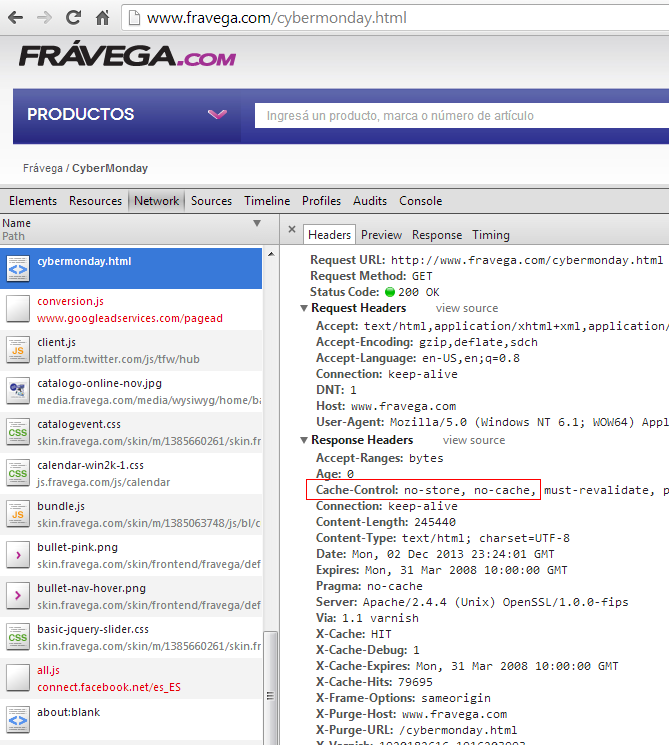 www.fravega.com/cybermonday.html
FRÁVEGA.COM
PRODUCTOS
Ingresá un producto, marca o número de artículo
Frávega / CyberMonday
Elements Resources Network Sources Timeline Profiles Audits Console
Name
Path
cybermonday.html
conversion.js
www.googleadservices.com/pagead
client.js
platform.twitter.com/js/tfw/hub
catalogo-online-nov.jpg
media.fravega.com/media/wysiwyg/home/ba
catalogevent.css
skin.fravega.com/skin/m/1385660261/skin.fr
calendar-win2k-1.css
js.fravega.com/js/calendar
bundle.js
skin.fravega.com/skin/m/1385063748/js/bl/c
bullet-pink.png
skin.fravega.com/skin/frontend/fravega/def
bullet-nav-hover.png
skin.fravega.com/skin/frontend/fravega/def
basic-jquery-slider.css
skin.fravega.com/skin/m/1385660261/skin.fr
all.js
connect.facebook.net/es_ES
about:blank
× Headers Preview Response Timing
Request URL: http://www.fravega.com/cybermonday.html
Request Method: GET
Status Code: 200 OK
Request Headers view source
Accept: text/html,application/xhtml+xml,application/
Accept-Encoding: gzip,deflate,sdch
Accept-Language: en-US,en;q=0.8
Connection: keep-alive
DNT: 1
Host: www.fravega.com
User-Agent: Mozilla/5.0 (Windows NT 6.1; WOW64) Appl
Response Headers view source
Accept-Ranges: bytes
Age: 0
Cache-Control: no-store, no-cache, must-revalidate, p
Connection: keep-alive
Content-Length: 245440
Content-Type: text/html; charset=UTF-8
Date: Mon, 02 Dec 2013 23:24:01 GMT
Expires: Mon, 31 Mar 2008 10:00:00 GMT
Pragma: no-cache
Server: Apache/2.4.4 (Unix) OpenSSL/1.0.0-fips
Via: 1.1 varnish
X-Cache: HIT
X-Cache-Debug: 1
X-Cache-Expires: Mon, 31 Mar 2008 10:00:00 GMT
X-Cache-Hits: 79695
X-Frame-Options: sameorigin
X-Purge-Host: www.fravega.com
X-Purge-URL: /cybermonday.html
X-Varnish: 1920182616 1916203993